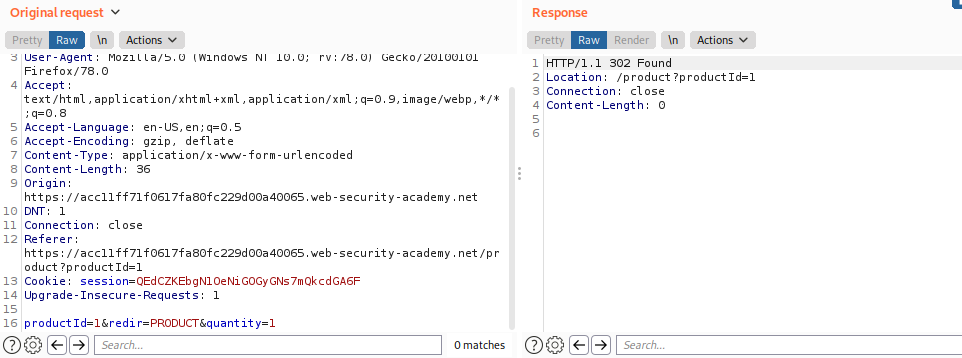 Original request
Pretty Raw \n Actions
3 User-Agent: Mozilla/5.0 (Windows NT 10.0; rv:78.0) Gecko/20100101
Firefox/78.0
4 Accept:
text/html,application/xhtml+xml,application/xml;q=0.9,image/webp,*/*
;q=0.8
5 Accept-Language: en-US,en;q=0.5
6 Accept-Encoding: gzip, deflate
7 Content-Type: application/x-www-form-urlencoded
8 Content-Length: 36
9 Origin:
https://acc11ff71f0617fa80fc229d00a40065.web-security-academy.net
10 DNT: 1
11 Connection: close
12 Referer:
https://acc11ff71f0617fa80fc229d00a40065.web-security-academy.net/pr
oduct?productId=1
13 Cookie: session=QEdCZKEbgN1OeNiGOGyGNs7mQkcdGA6F
14 Upgrade-Insecure-Requests: 1
15
16 productId=1&redir=PRODUCT&quantity=1
Search...
0 matches
Response
Pretty Raw Render \n Actions
1 HTTP/1.1 302 Found
2 Location: /product?productId=1
3 Connection: close
4 Content-Length: 0
5
6
Search...